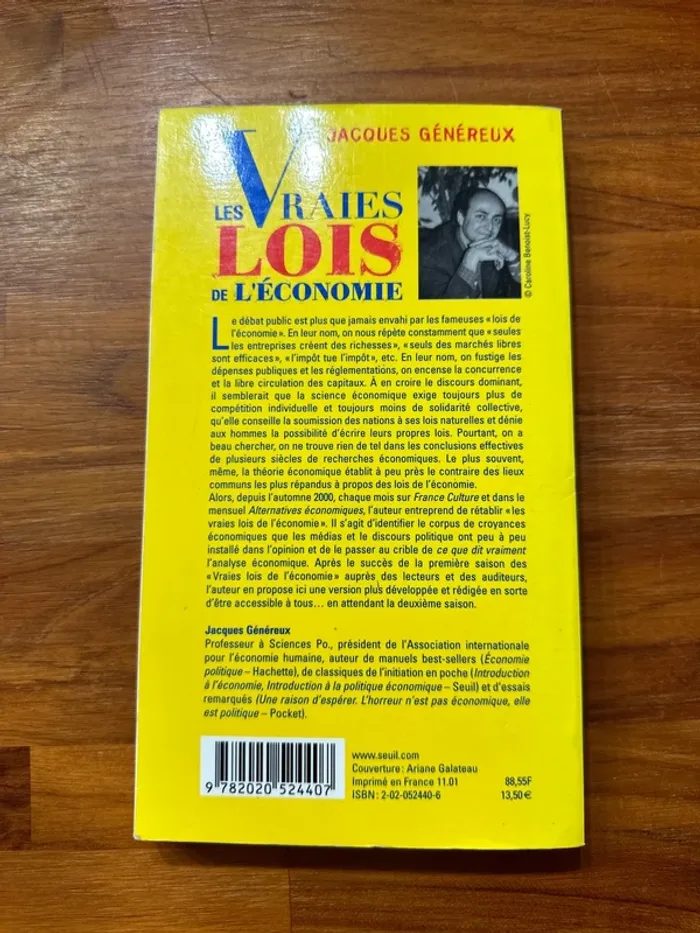 JACQUES GÉNÉREUX
LES VRAIES
LOIS
DE L'ÉCONOMIE
© Caroline Benoist-Lucy
Le débat public est plus que jamais envahi par les fameuses « lois de
l'économie ». En leur nom, on nous répète constamment que « seules
les entreprises créent des richesses », « seuls des marchés libres
sont efficaces », « l'impôt tue l'impôt », etc. En leur nom, on fustige les
dépenses publiques et les réglementations, on encense la concurrence
et la libre circulation des capitaux. À en croire le discours dominant,
il semblerait que la science économique exige toujours plus de
compétition individuelle et toujours moins de solidarité collective,
qu'elle conseille la soumission des nations à ses lois naturelles et dénie
aux hommes la possibilité d'écrire leurs propres lois. Pourtant, on a
beau chercher, on ne trouve rien de tel dans les conclusions effectives
de plusieurs siècles de recherches économiques. Le plus souvent,
même, la théorie économique établit à peu près le contraire des lieux
communs les plus répandus à propos des lois de l'économie.
Alors, depuis l'automne 2000, chaque mois sur France Culture et dans le
mensuel Alternatives économiques, l'auteur entreprend de rétablir « les
vraies lois de l'économie ». Il s'agit d'identifier le corpus de croyances
économiques que les médias et le discours politique ont peu à peu
installé dans l'opinion et de le passer au crible de ce que dit vraiment
l'analyse économique. Après le succès de la première saison des
« Vraies lois de l'économie » auprès des lecteurs et des auditeurs,
l'auteur en propose ici une version plus développée et rédigée en sorte
d'être accessible à tous… en attendant la deuxième saison.
Jacques Généreux
Professeur à Sciences Po., président de l'Association internationale
pour l'économie humaine, auteur de manuels best-sellers (Économie
politique – Hachette), de classiques de l'initiation en poche (Introduction
à l'économie, Introduction à la politique économique – Seuil) et d'essais
remarqués (Une raison d'espérer. L'horreur n'est pas économique, elle
est politique – Pocket).
www.seuil.com
Couverture : Ariane Galateau
Imprimé en France 11.01
ISBN : 2-02-052440-6
88,55F
13,50 €
9 782020 524407